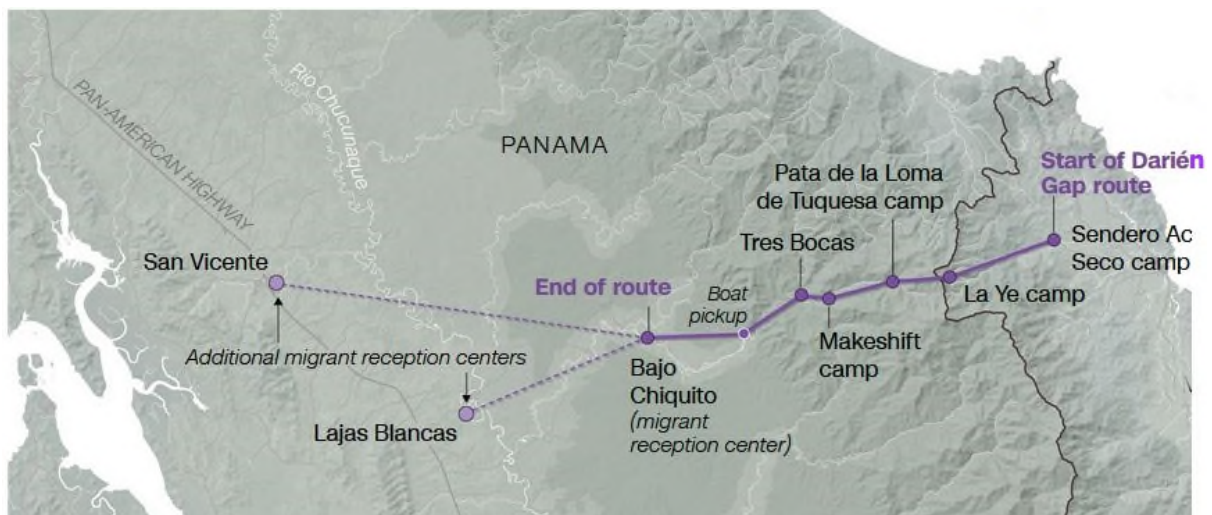 PANAMA
PAN-AMERICAN HIGHWAY
Río Chucunaque
Start of Darién
Gap route
Sendero Ac
Seco camp
La Ye camp
Pata de la Loma
de Tuquesa camp
Makeshift
camp
Tres Bocas
Boat
pickup
End of route
Bajo
Chiquito
(migrant
reception center)
San Vicente
Additional migrant reception centers
Lajas Blancas